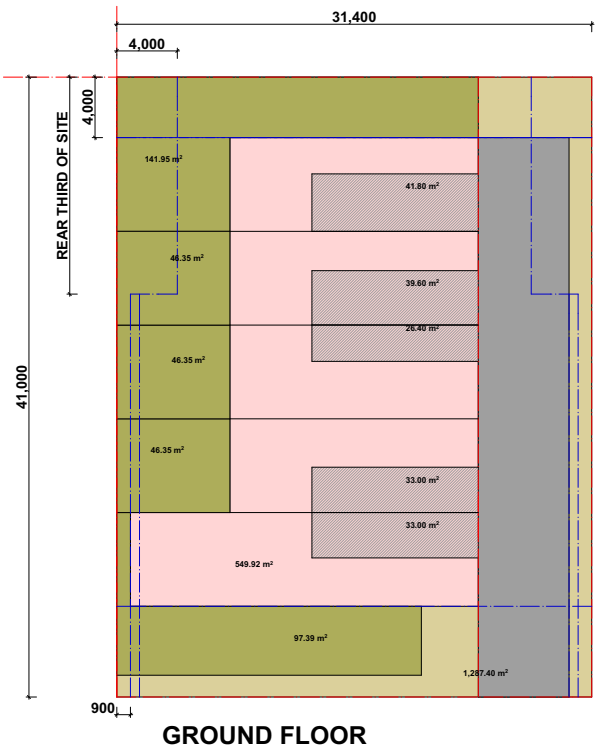 31,400
4,000
4,000
REAR THIRD OF SITE
141.95 m²
41.80 m²
46.35 m²
39.60 m²
26.40 m²
46.35 m²
41,000
46.35 m²
33.00 m²
33.00 m²
549.92 m²
97.39 m²
1,287.40 m²
900
GROUND FLOOR